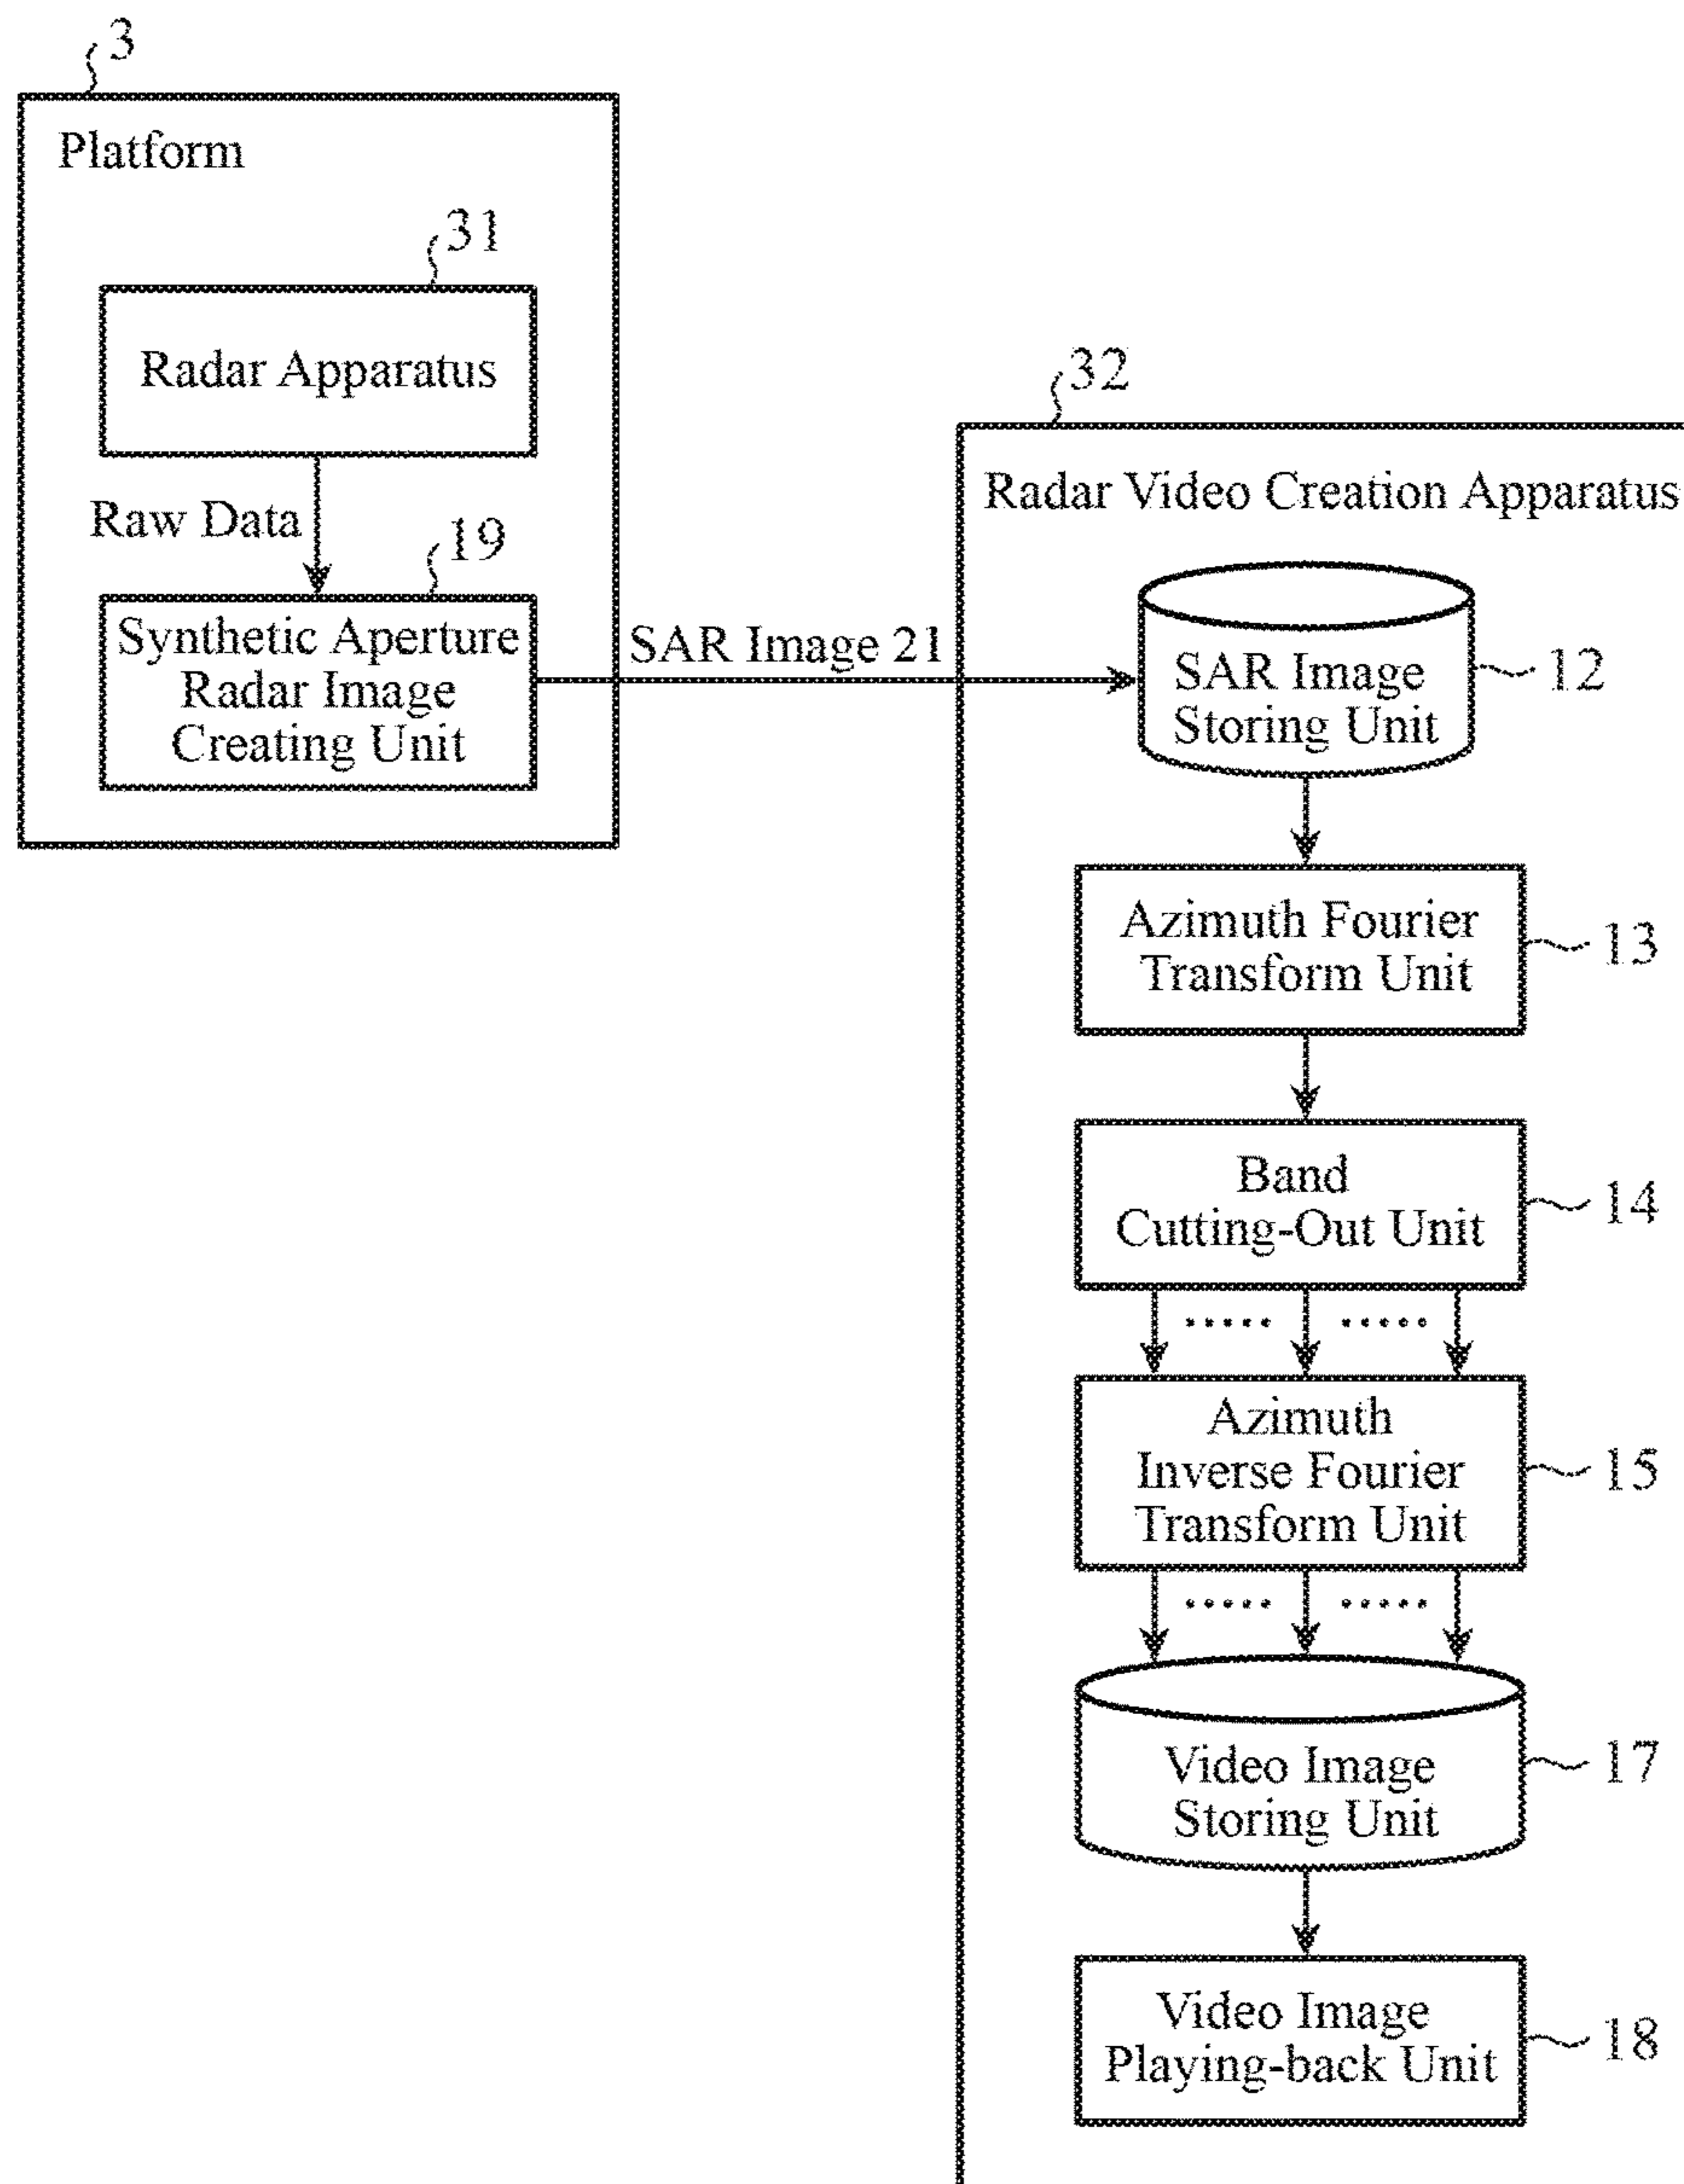 3
Platform
31
Radar Apparatus
Raw Data
19
Synthetic Aperture
Radar Image
Creating Unit
SAR Image 21
32
Radar Video Creation Apparatus
SAR Image
Storing Unit
12
Azimuth Fourier
Transform Unit
13
Band
Cutting-Out Unit
14
Azimuth
Inverse Fourier
Transform Unit
15
Video Image
Storing Unit
17
Video Image
Playing-back Unit
18